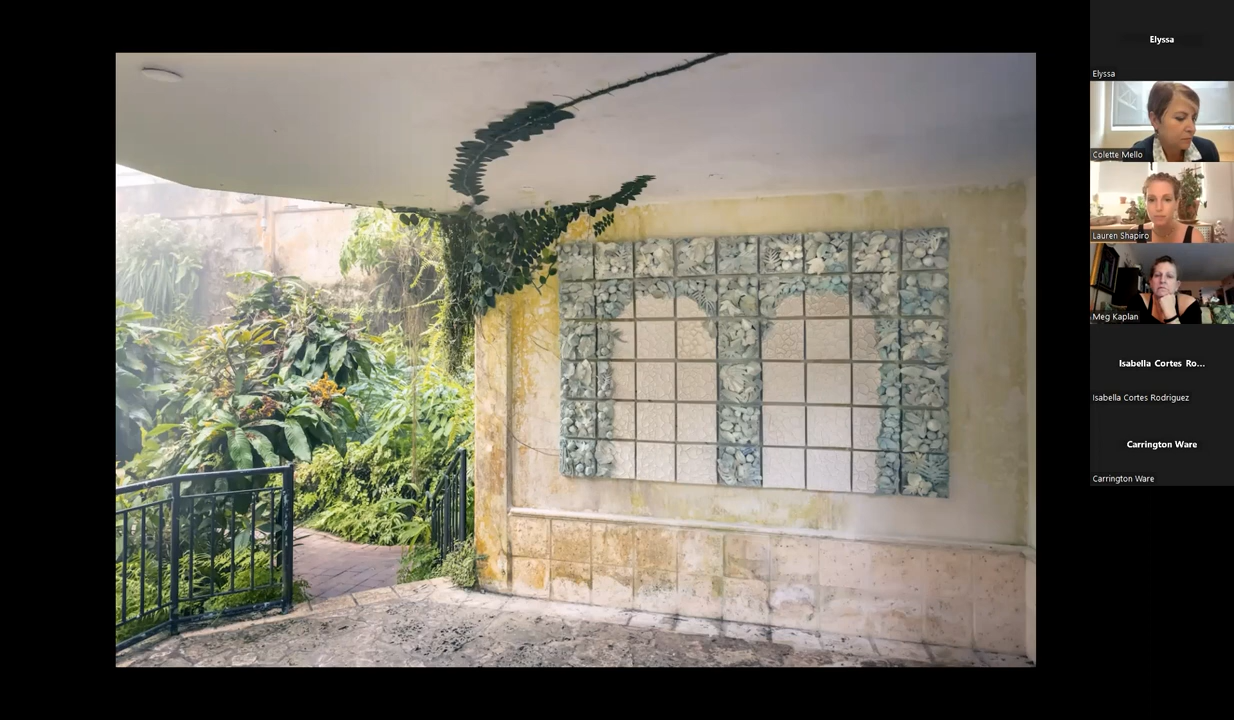 Elyssa
Elyssa
Colette Mello
Lauren Shapiro
Meg Kaplan
Isabella Cortes Ro...
Isabella Cortes Rodriguez
Carrington Ware
Carrington Ware